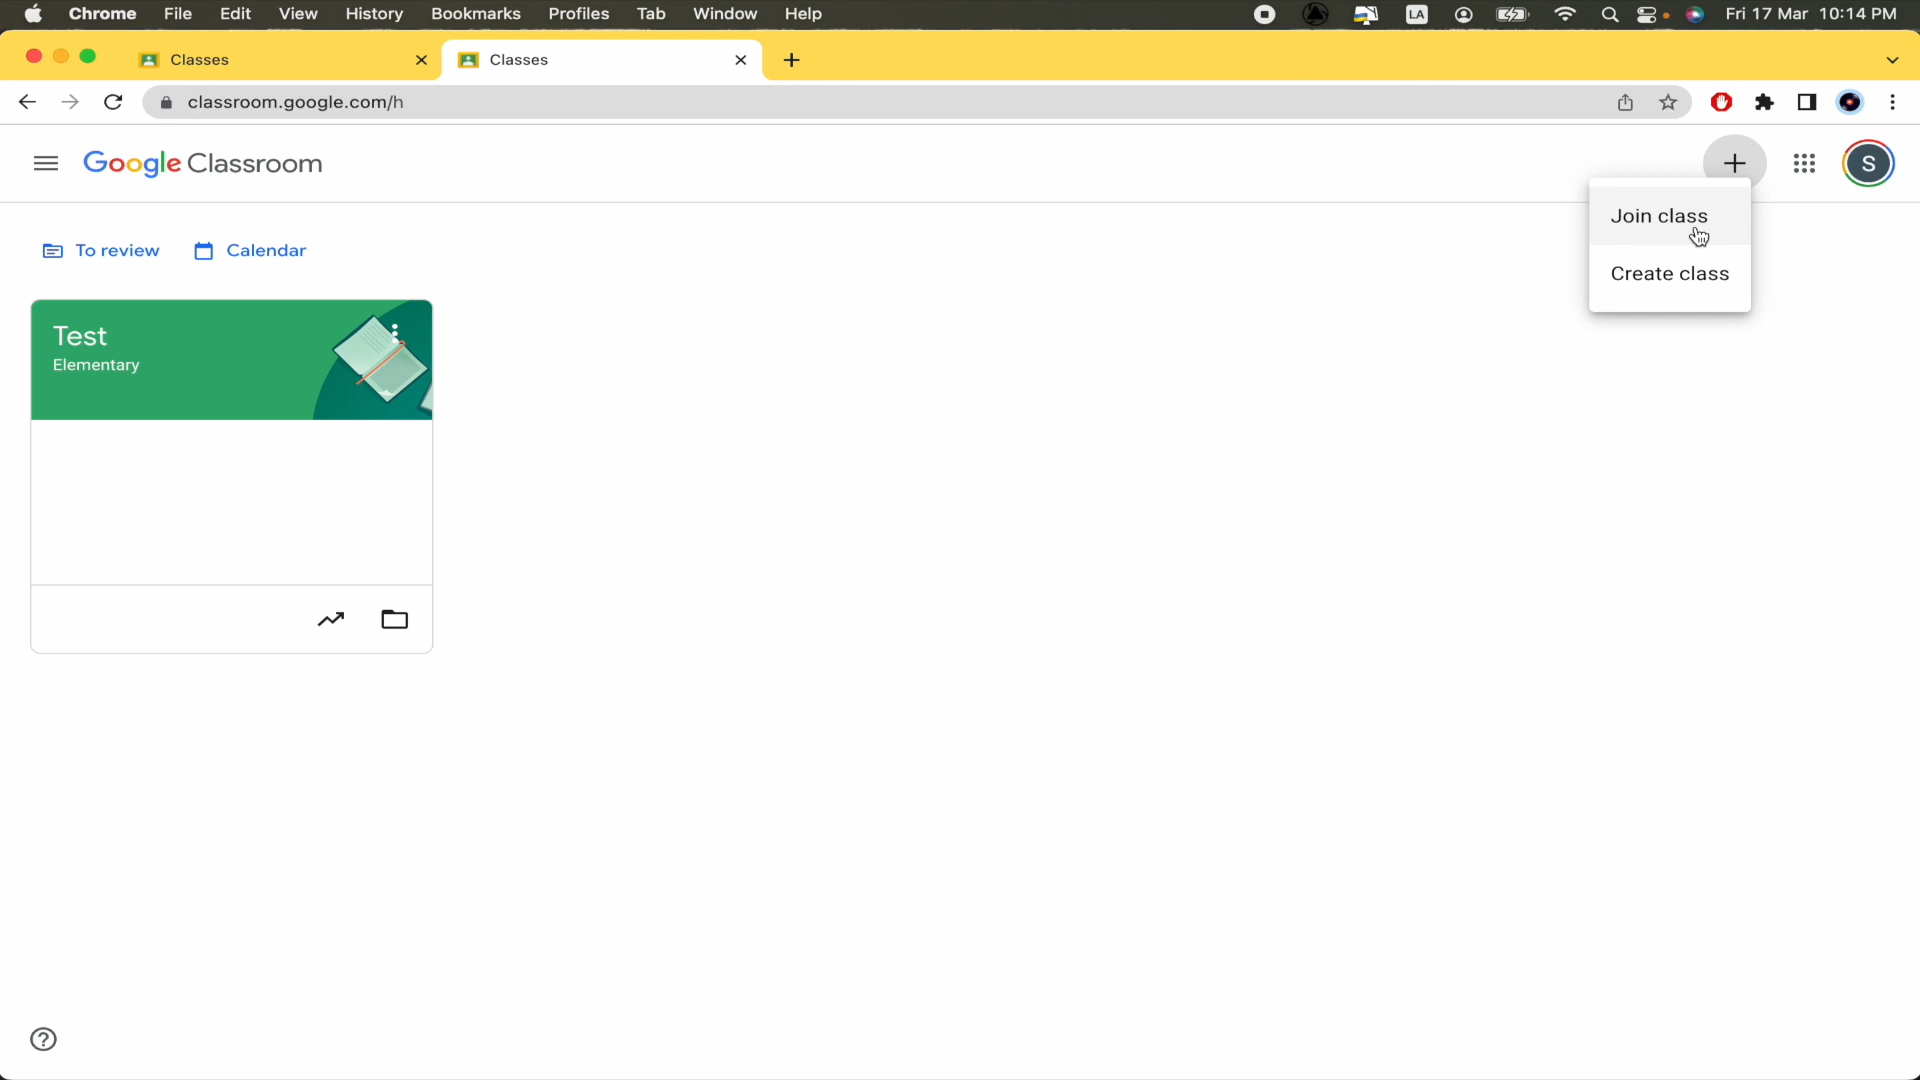 Chrome File Edit View History Bookmarks Profiles Tab Window Help LA Fri 17 Mar 10:14 PM
Classes Classes
classroom.google.com/h
Google Classroom S
Join class
Create class
To review Calendar
Test
Elementary